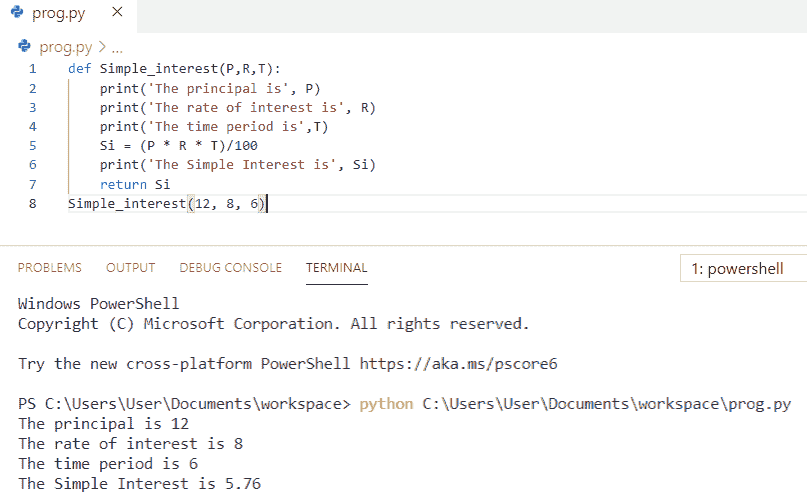 prog.py ×
prog.py > ...
1 def Simple_interest(P,R,T):
2     print('The principal is', P)
3     print('The rate of interest is', R)
4     print('The time period is',T)
5     Si = (P * R * T)/100
6     print('The Simple Interest is', Si)
7     return Si
8 Simple_interest(12, 8, 6)
PROBLEMS OUTPUT DEBUG CONSOLE TERMINAL 1: powershell
Windows PowerShell
Copyright (C) Microsoft Corporation. All rights reserved.
Try the new cross-platform PowerShell https://aka.ms/pscore6
PS C:\Users\User\Documents\workspace> python C:\Users\User\Documents\workspace\prog.py
The principal is 12
The rate of interest is 8
The time period is 6
The Simple Interest is 5.76